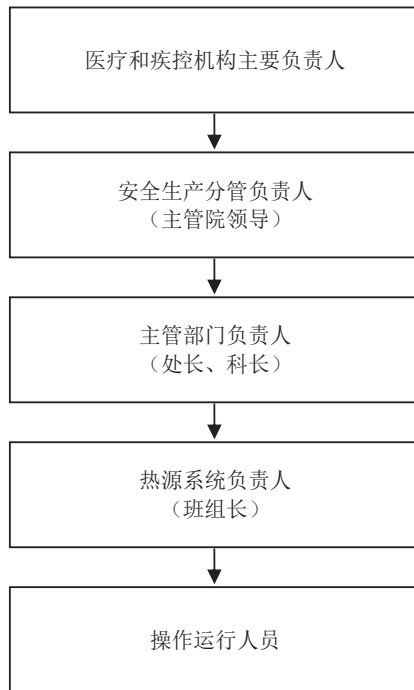 医疗和疾控机构主要负责人
安全生产分管负责人
（主管院领导）
主管部门负责人
（处长、科长）
热源系统负责人
（班组长）
操作运行人员